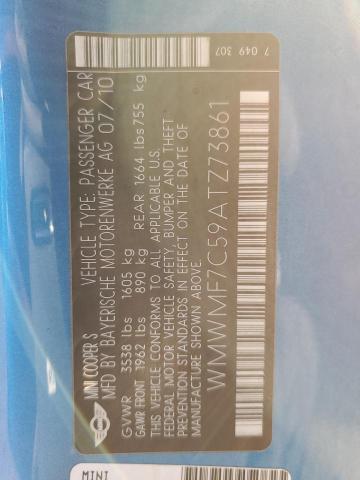 MINI COOPER S
VEHICLE TYPE: PASSENGER CAR
MFD BY BAYERISCHE MOTORENWERKE AG 07/10
GVWR 3538 lbs 1605 kg
GAWR FRONT 1962 lbs 890 kg REAR 1664 lbs 755 kg
THIS VEHICLE CONFORMS TO ALL APPLICABLE U.S.
FEDERAL MOTOR VEHICLE SAFETY, BUMPER AND THEFT
PREVENTION STANDARDS IN EFFECT ON THE DATE OF
MANUFACTURE SHOWN ABOVE.
WMWMF7C59ATZ73861
7 049 307
MINI